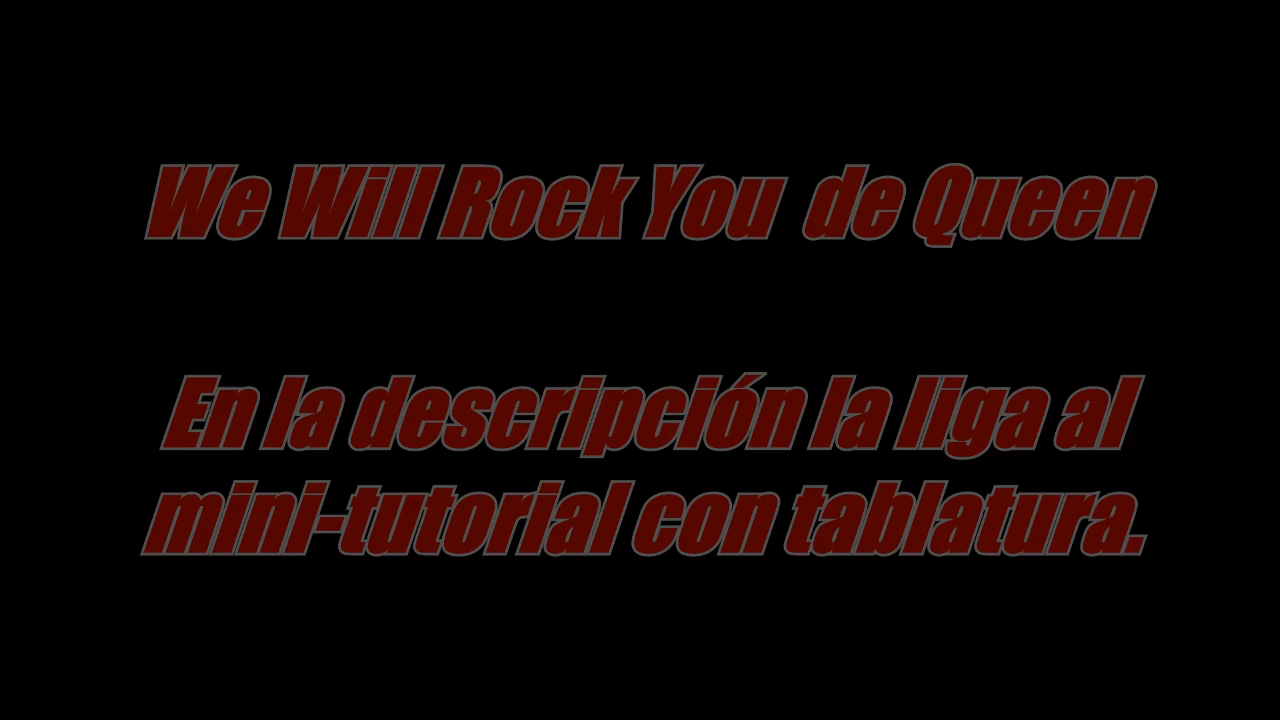 We Will Rock You de Queen
En la descripción la liga al
mini-tutorial con tablatura.